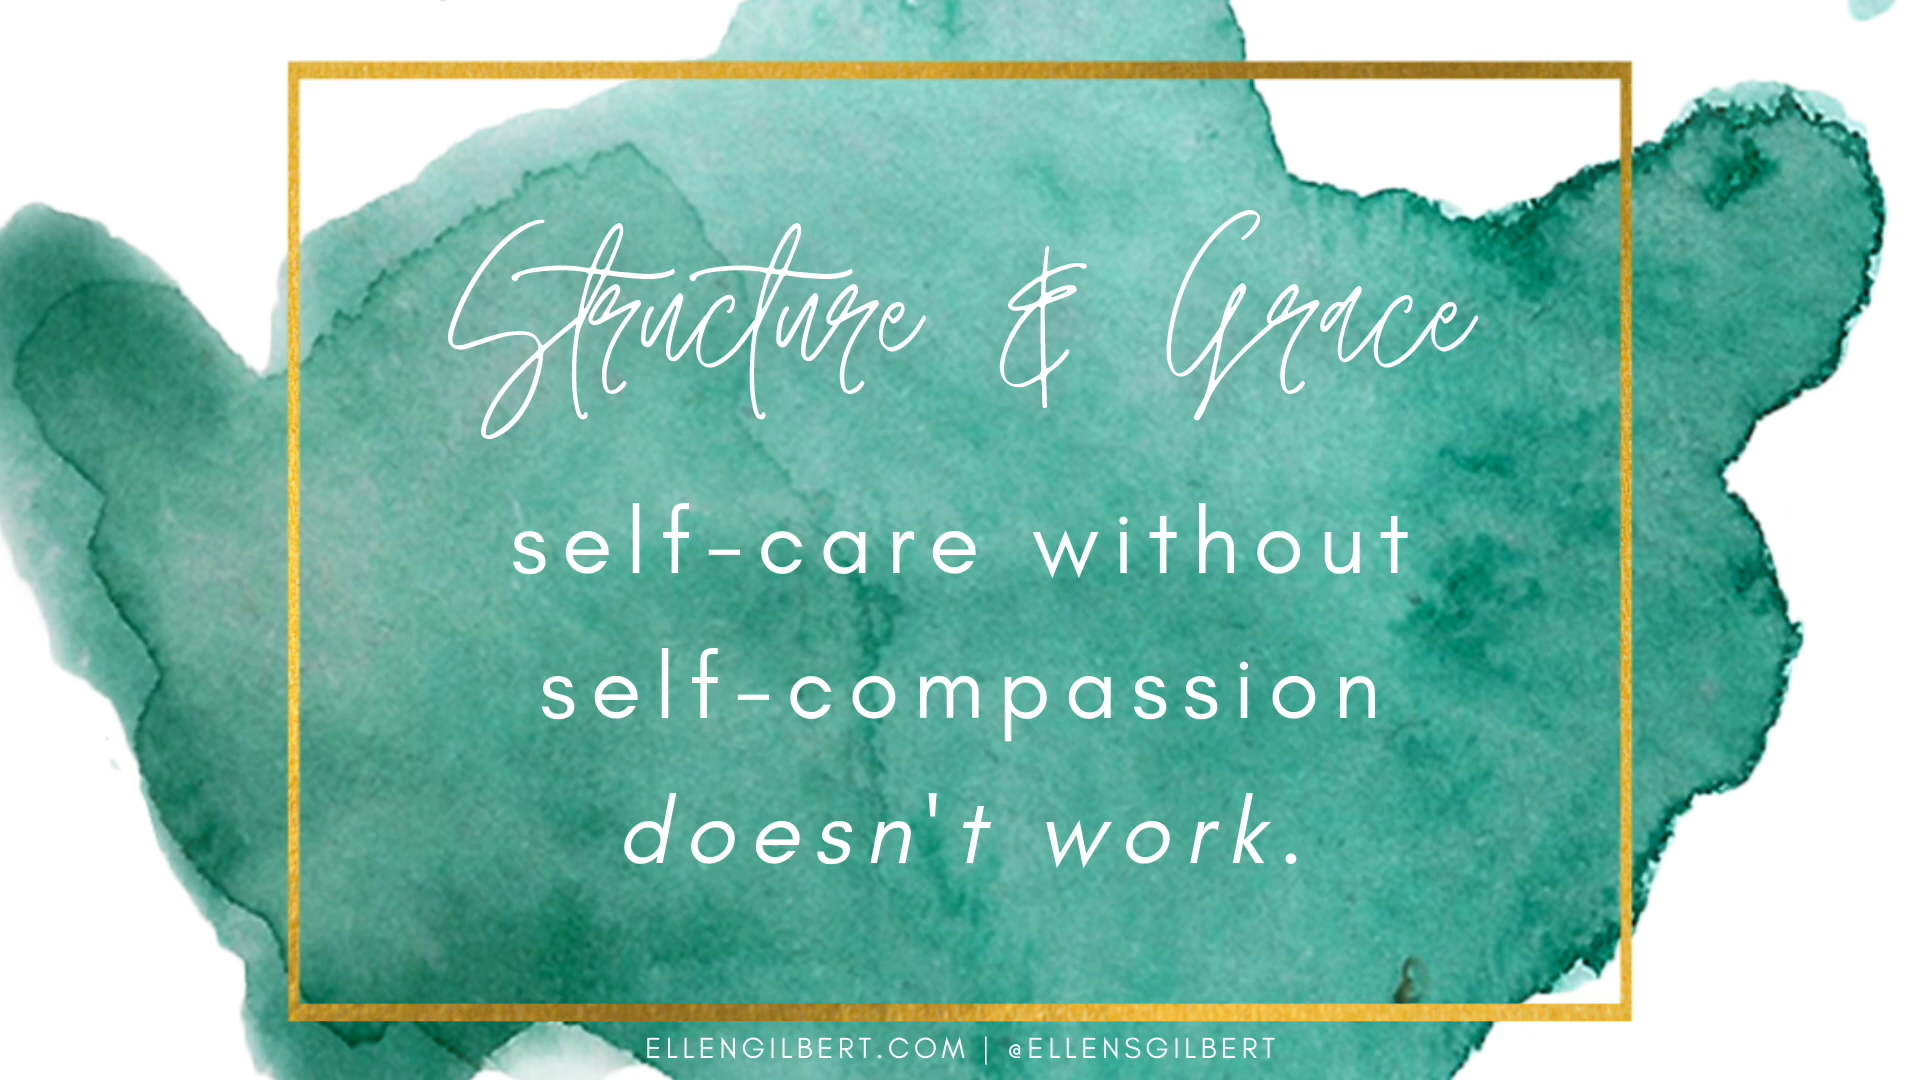 Structure & Grace
self-care without
self-compassion
doesn't work.
ELLENGILBERT.COM | @ELLENSGILBERT